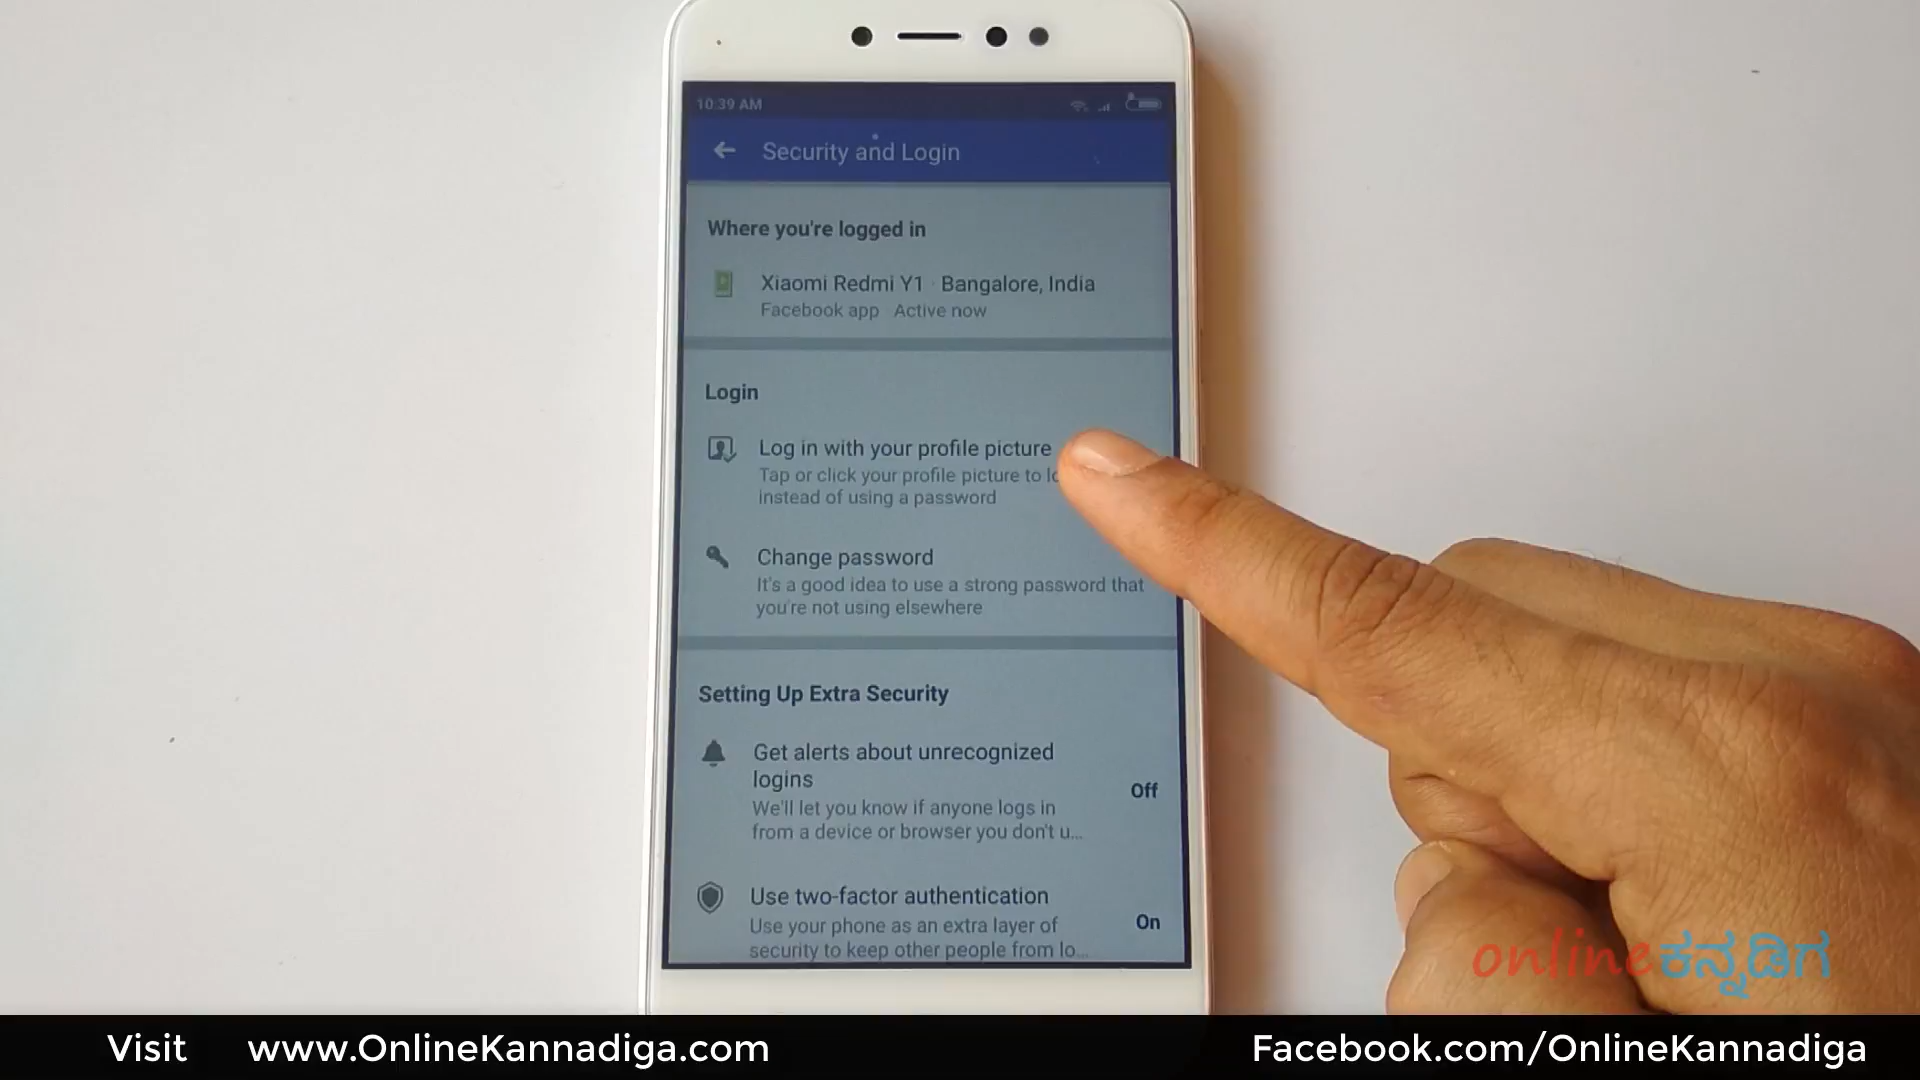 10:39 AM
Security and Login
Where you're logged in
Xiaomi Redmi Y1 · Bangalore, India
Facebook app · Active now
Login
Log in with your profile picture
Tap or click your profile picture to
instead of using a password
Change password
It's a good idea to use a strong password that
you're not using elsewhere
Setting Up Extra Security
Get alerts about unrecognized
logins
Off
We'll let you know if anyone logs in
from a device or browser you don't u...
Use two-factor authentication
On
Use your phone as an extra layer of
security to keep other people from lo...
onlineಕನ್ನಡಿಗ
Visit www.OnlineKannadiga.com
Facebook.com/OnlineKannadiga